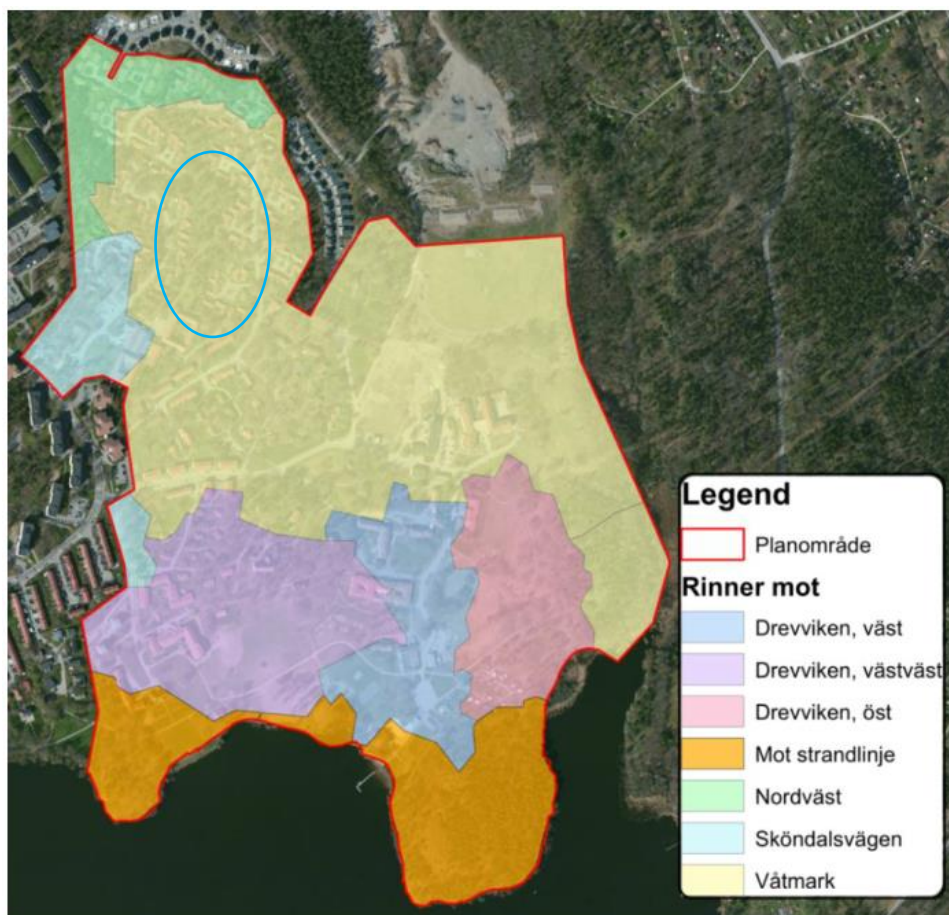 Legend
Planområde
Rinner mot
Drevviken, väst
Drevviken, västväst
Drevviken, öst
Mot strandlinje
Nordväst
Sköndalsvägen
Våtmark